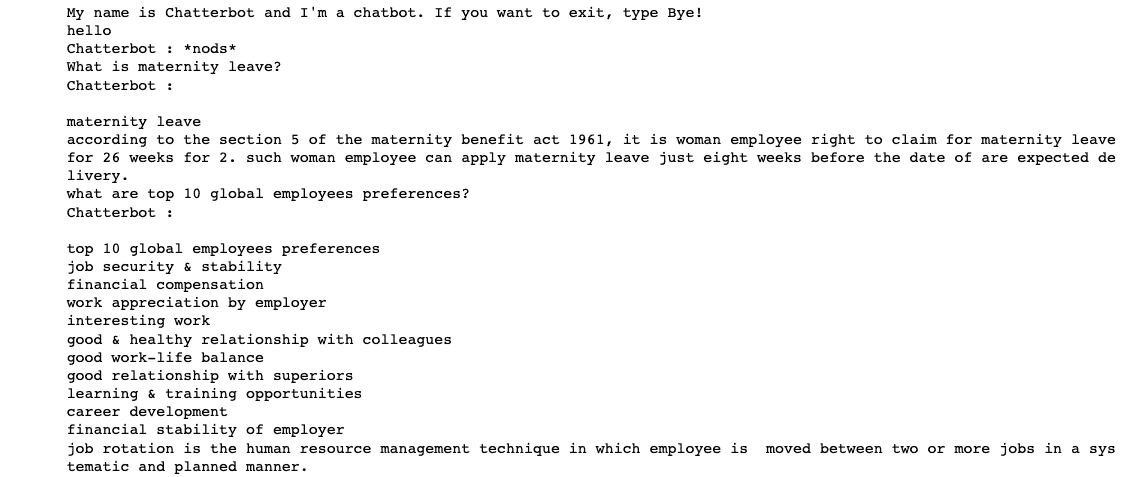 My name is Chatterbot and I'm a chatbot. If you want to exit, type Bye!
hello
Chatterbot : *nods*
What is maternity leave?
Chatterbot :
maternity leave
according to the section 5 of the maternity benefit act 1961, it is woman employee right to claim for maternity leave
for 26 weeks for 2. such woman employee can apply maternity leave just eight weeks before the date of are expected de
livery.
what are top 10 global employees preferences?
Chatterbot :
top 10 global employees preferences
job security & stability
financial compensation
work appreciation by employer
interesting work
good & healthy relationship with colleagues
good work-life balance
good relationship with superiors
learning & training opportunities
career development
financial stability of employer
job rotation is the human resource management technique in which employee is  moved between two or more jobs in a sys
tematic and planned manner.